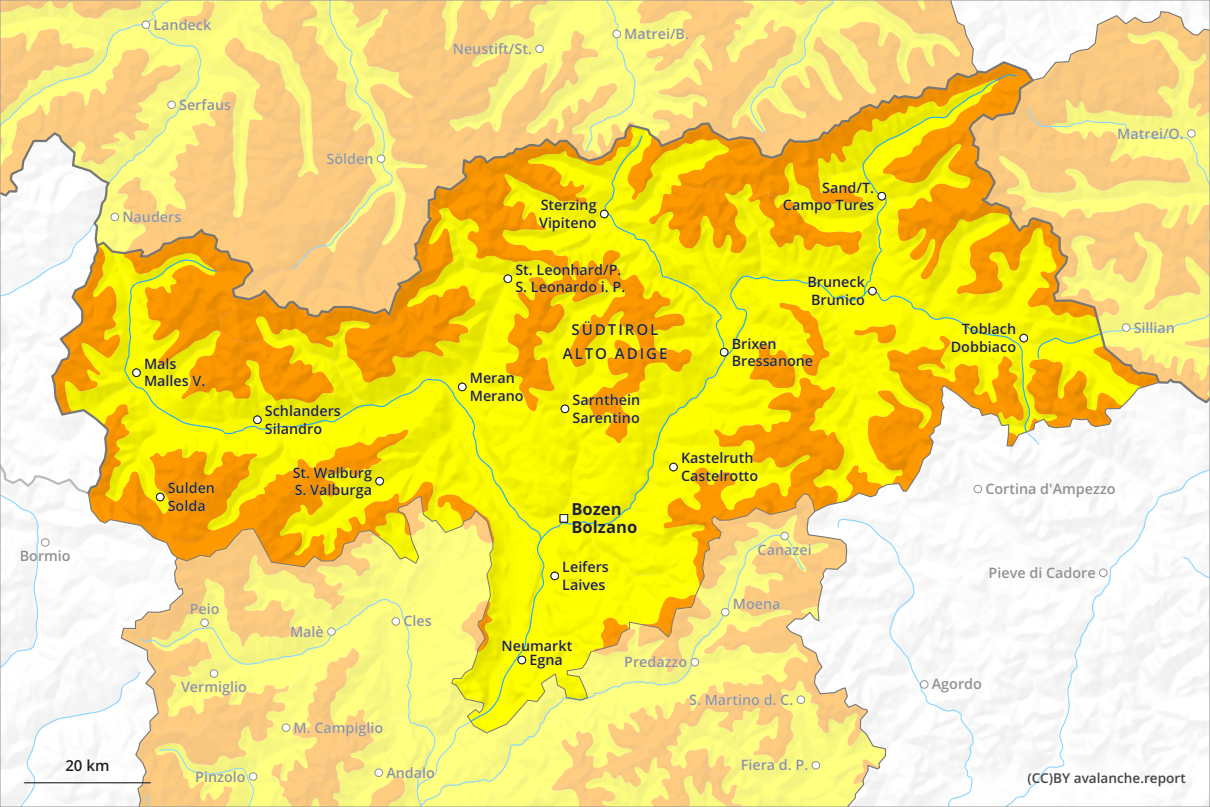 Landeck
Matrei/B.
Neustift/St.
Serfaus
Matrei/O.
Sölden
Sand/T.
Campo Tures
Sterzing
Vipiteno
Nauders
St. Leonhard/P.
S. Leonardo i. P.
Bruneck
Brunico
SÜDTIROL
ALTO ADIGE
Toblach
Dobbiaco
Sillian
Brixen
Bressanone
Mals
Malles V.
Meran
Merano
Sarnthein
Sarentino
Schlanders
Silandro
Kastelruth
Castelrotto
St. Walburg
S. Valburga
Sulden
Solda
Cortina d'Ampezzo
Bozen
Bolzano
Bormio
Canazei
Leifers
Laives
Pieve di Cadore
Peio
Moena
Cles
Malè
Neumarkt
Egna
Predazzo
Vermiglio
Agordo
S. Martino d. C.
M. Campiglio
20 km
Fiera d. P.
Pinzolo
Andalo
(CC)BY avalanche.report